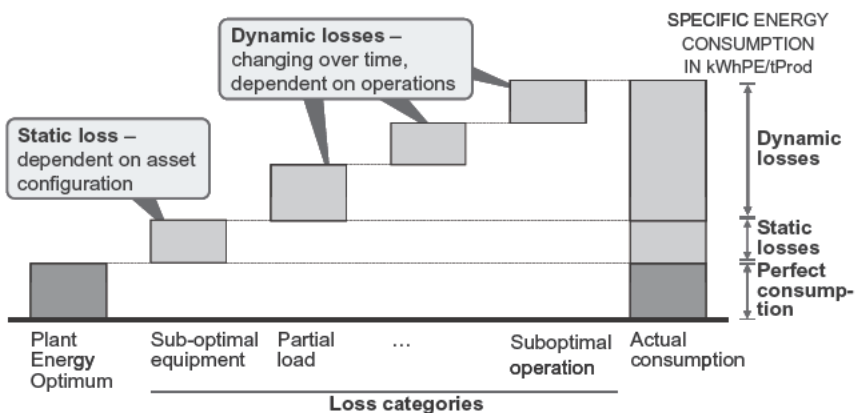 SPECIFIC ENERGY
CONSUMPTION
IN kWhPE/tProd
Dynamic losses –
changing over time,
dependent on operations
Static loss –
dependent on asset
configuration
Dynamic
losses
Static
losses
Perfect
consump-
tion
Plant
Energy
Optimum
Sub-optimal
equipment
Partial
load
...
Suboptimal
operation
Actual
consumption
Loss categories